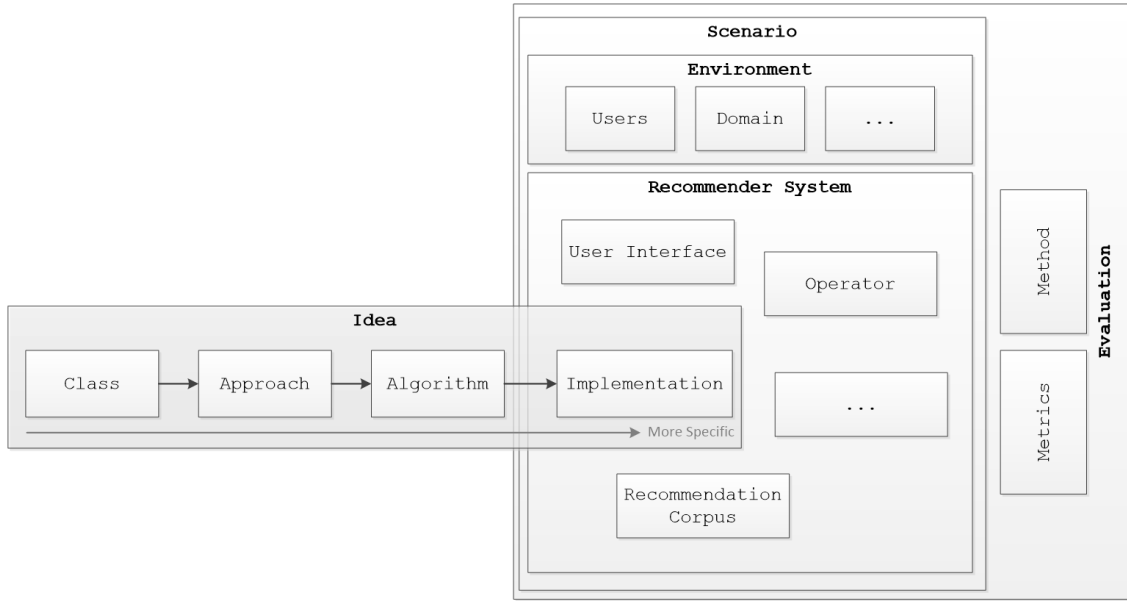 Scenario
Environment
Users
Domain
...
Recommender System
User Interface
Operator
Idea
Class
Approach
Algorithm
Implementation
More Specific
...
Recommendation
Corpus
Method
Metrics
Evaluation